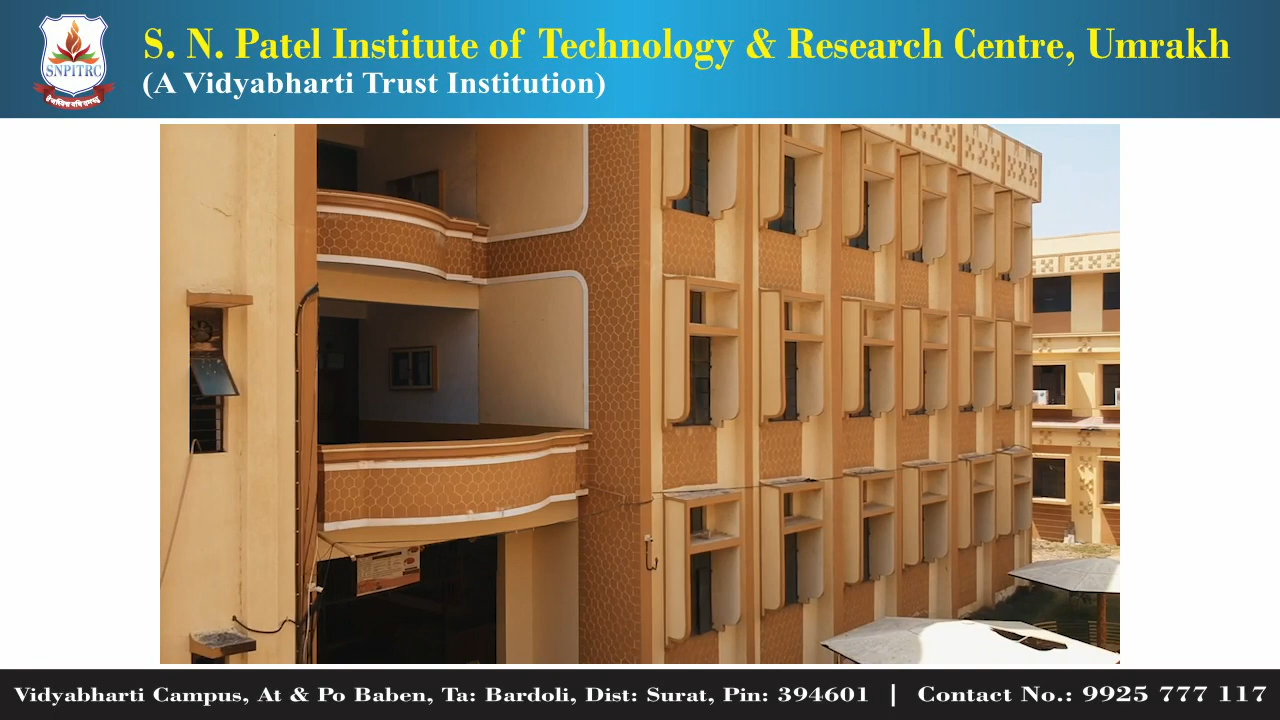 S. N. Patel Institute of Technology & Research Centre, Umrakh
(A Vidyabharti Trust Institution)
SNPITRC
Vidyabharti Campus, At & Po Baben, Ta: Bardoli, Dist: Surat, Pin: 394601 | Contact No.: 9925 777 117